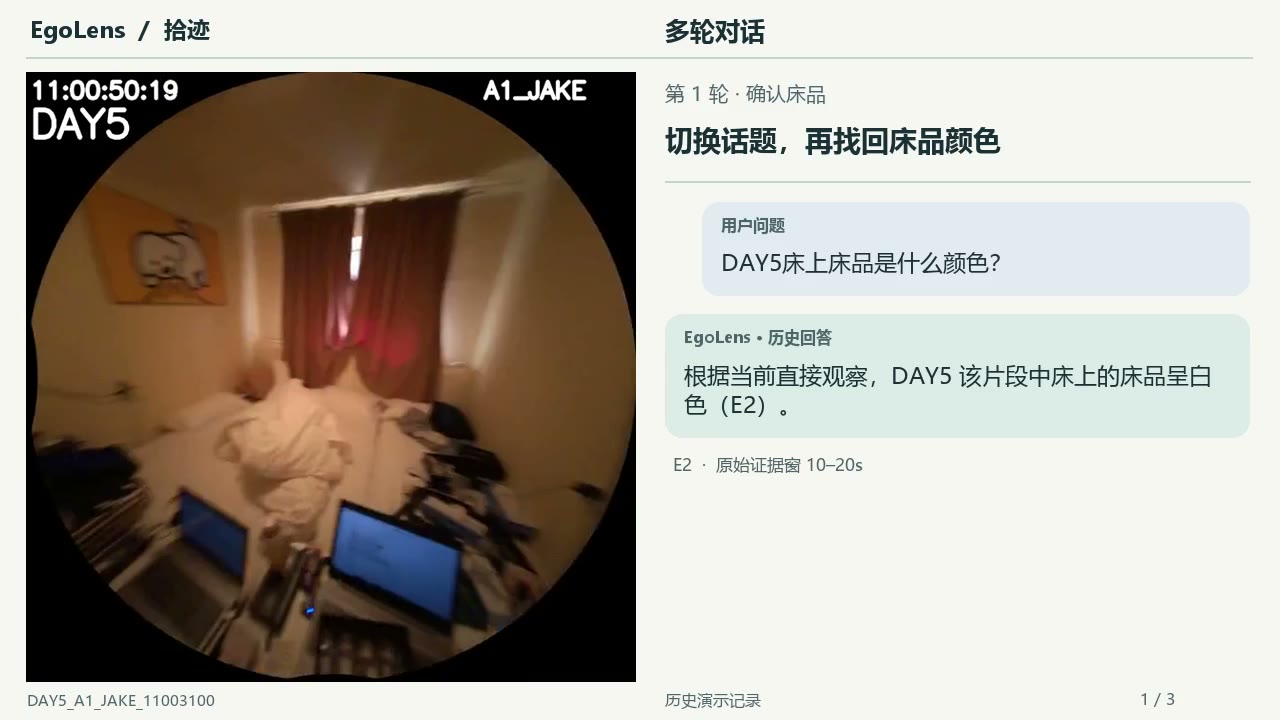 EgoLens / 拾迹
多轮对话
11:00:50:19
A1_JAKE
DAY5
第 1 轮 · 确认床品
切换话题，再找回床品颜色
用户问题
DAY5床上床品是什么颜色?
EgoLens • 历史回答
根据当前直接观察，DAY5 该片段中床上的床品呈白
色（E2）。
E2 · 原始证据窗 10–20s
DAY5_A1_JAKE_11003100
历史演示记录
1 / 3